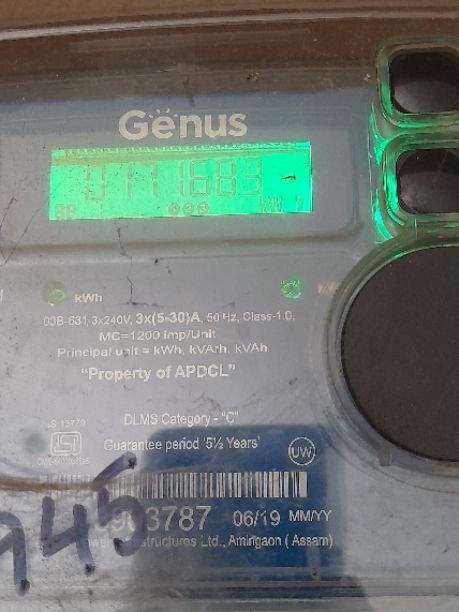 Genus
kWh
03B-631, 3x240V, 3x(5-30)A, 50 Hz, Class-1.0,
MC=1200 imp/Unit
Principal unit = kWh, kVArh, kVAh
"Property of APDCL"
IS 13779
DLMS Category - "C"
Guarantee period '5½ Years'
UW
3787 06/19 MM/YY
Structures Ltd., Amingaon (Assam)
945